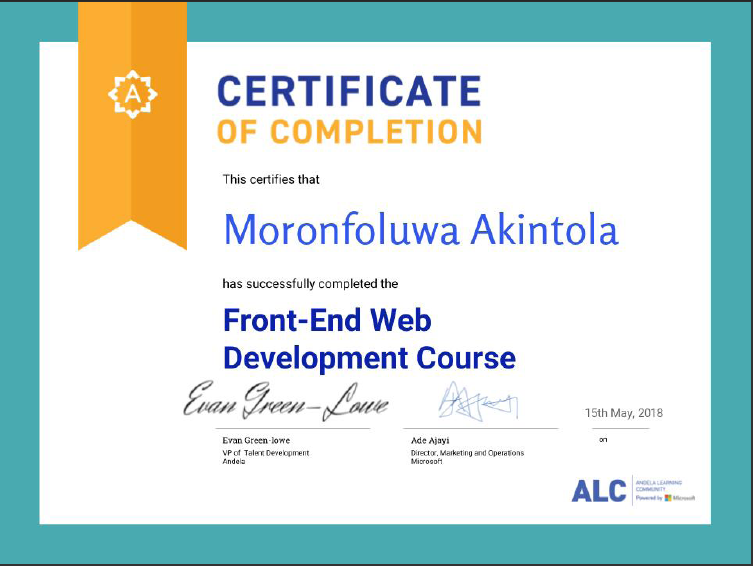 A
CERTIFICATE
OF COMPLETION
This certifies that
Moronfoluwa Akintola
has successfully completed the
Front-End Web
Development Course
Evan Green-Lowe
15th May, 2018
Evan Green-lowe
Ade Ajayi
on
VP of Talent Development
Director, Marketing and Operations
Andela
Microsoft
ALC
ANDELA LEARNING
COMMUNITY
Powered by Microsoft